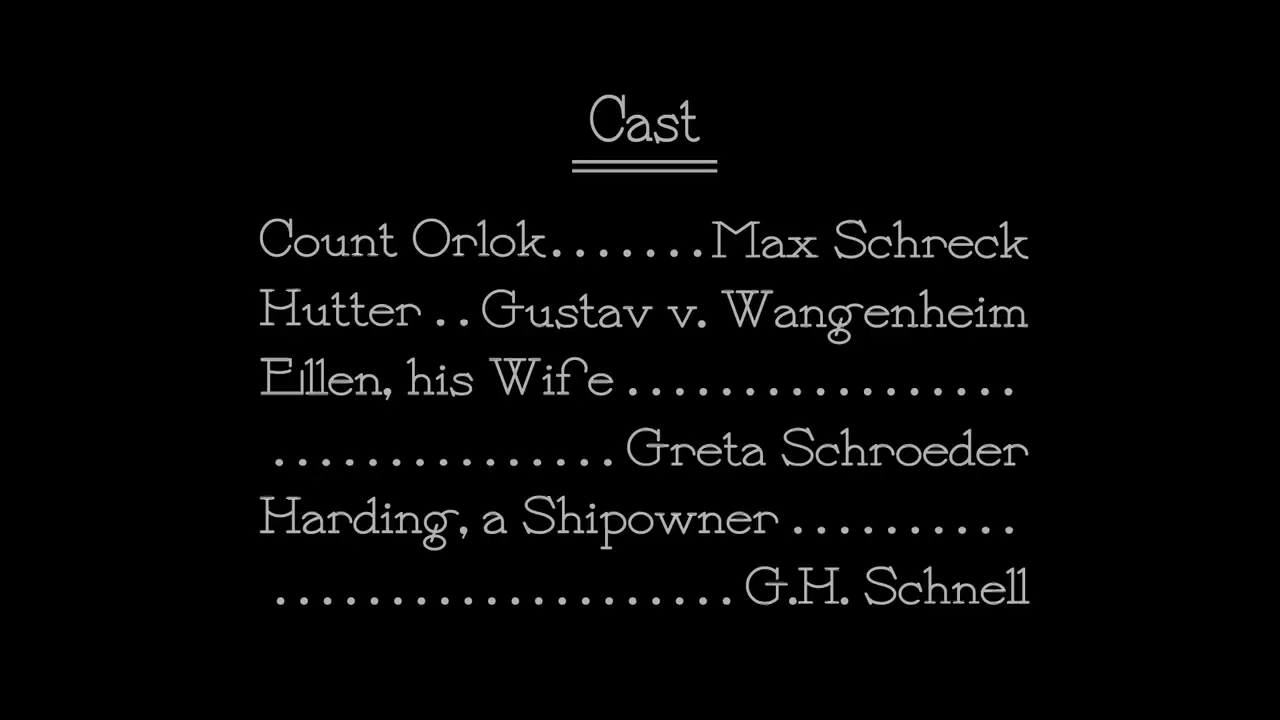 Cast
Count Orlok.......Max Schreck
Hutter ..Gustav v. Wangenheim
Ellen, his Wife .................
...............Greta Schroeder
Harding, a Shipowner ..........
....................G.H. Schnell